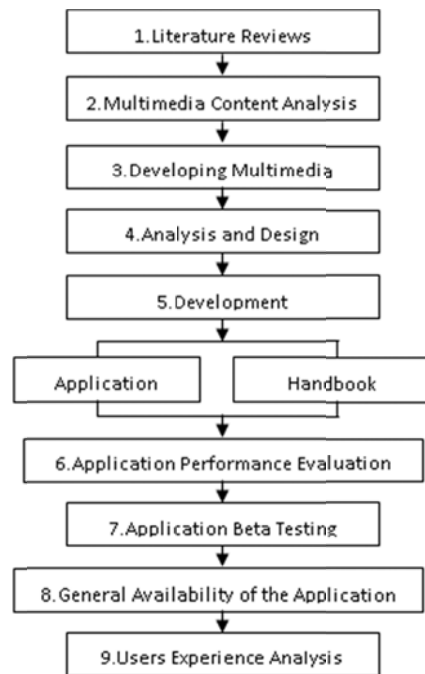 1.Literature Reviews
2.Multimedia Content Analysis
3.Developing Multimedia
4.Analysis and Design
5.Development
Application
Handbook
6.Application Performance Evaluation
7.Application Beta Testing
8.General Availability of the Application
9.Users Experience Analysis